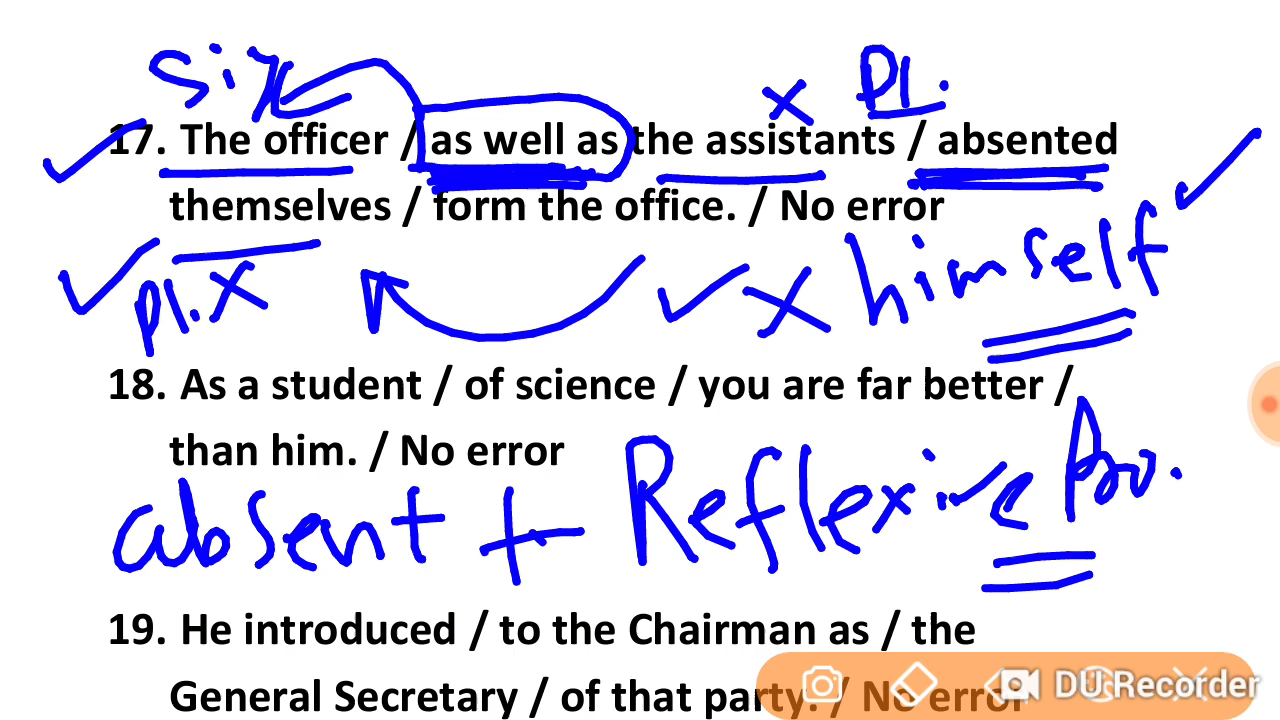 Si
Pl.
17. The officer / as well as the assistants / absented
themselves / form the office. / No error
himself
pl.
18. As a student / of science / you are far better /
than him. / No error
absent + Reflexive Pro.
19. He introduced / to the Chairman as / the
General Secretary / of that party. / No error
DU Recorder